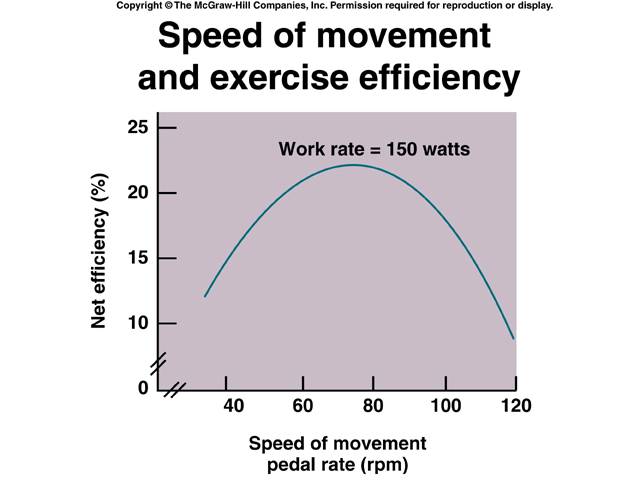 Copyright © The McGraw-Hill Companies, Inc. Permission required for reproduction or display.
Speed of movement
and exercise efficiency
Work rate = 150 watts
Net efficiency (%)
25
20
15
10
0
40 60 80 100 120
Speed of movement
pedal rate (rpm)